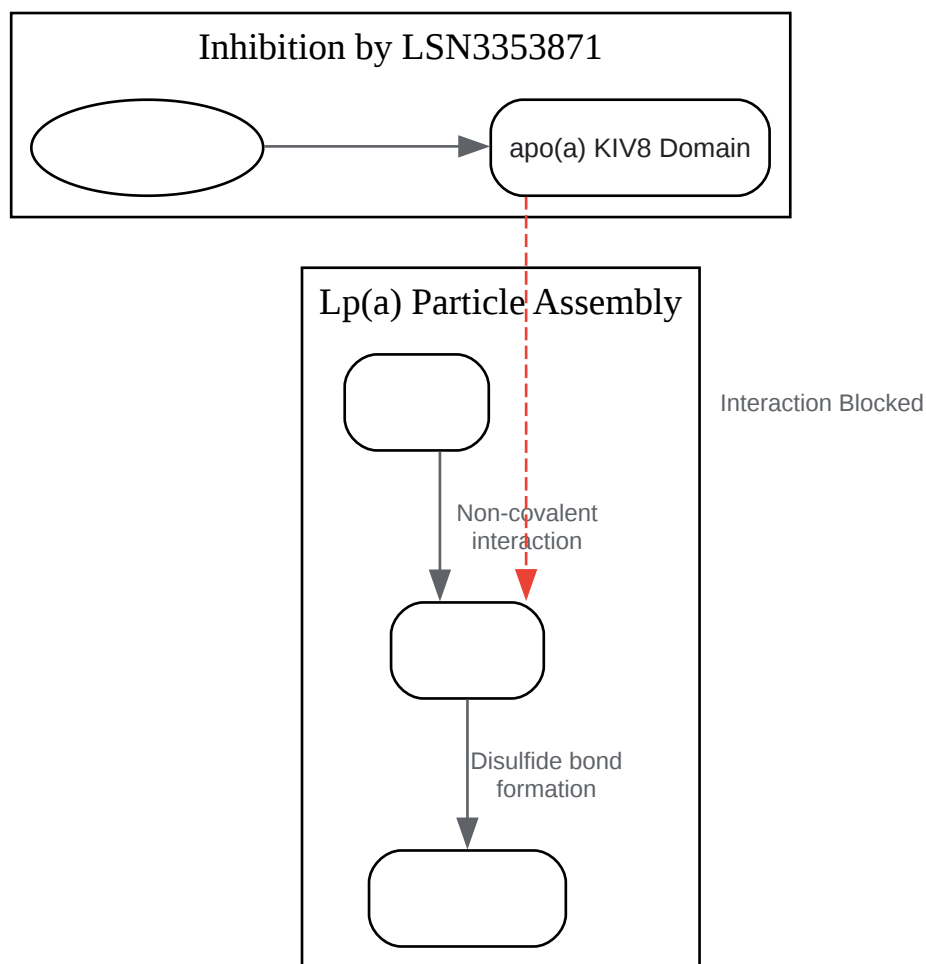 Inhibition by LSN3353871
apo(a) KIV8 Domain
Lp(a) Particle Assembly
Interaction Blocked
Non-covalent
interaction
Disulfide bond
formation